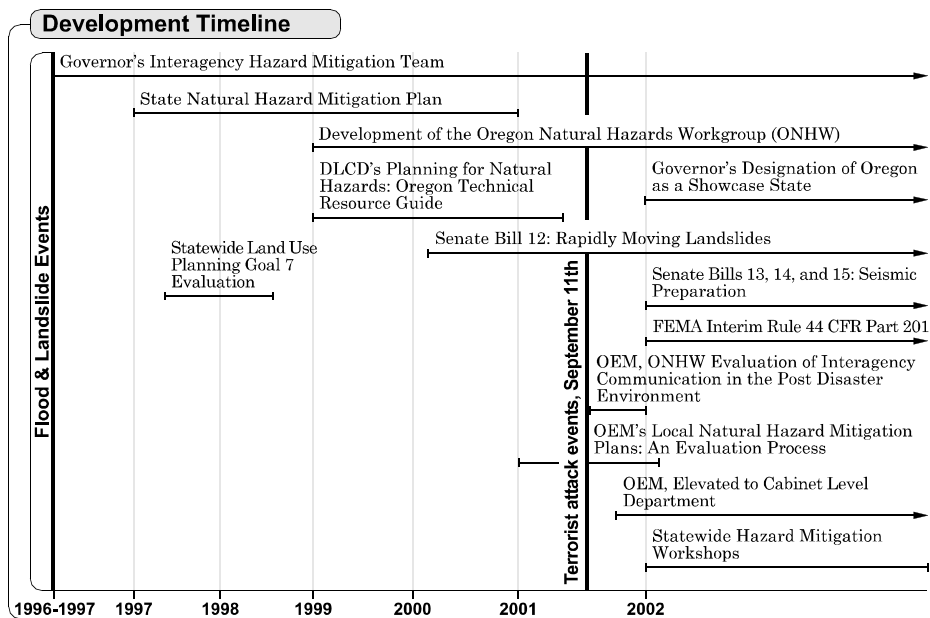 Development Timeline
Governor's Interagency Hazard Mitigation Team
State Natural Hazard Mitigation Plan
Development of the Oregon Natural Hazards Workgroup (ONHW)
DLCD's Planning for Natural
Hazards: Oregon Technical
Resource Guide
Governor's Designation of Oregon
as a Showcase State
Senate Bill 12: Rapidly Moving Landslides
Statewide Land Use
Planning Goal 7
Evaluation
Senate Bills 13, 14, and 15: Seismic
Preparation
FEMA Interim Rule 44 CFR Part 201
OEM, ONHW Evaluation of Interagency
Communication in the Post Disaster
Environment
OEM's Local Natural Hazard Mitigation
Plans: An Evaluation Process
OEM, Elevated to Cabinet Level
Department
Statewide Hazard Mitigation
Workshops
Flood & Landslide Events
Terrorist attack events, September 11th
1996-1997 1997 1998 1999 2000 2001 2002